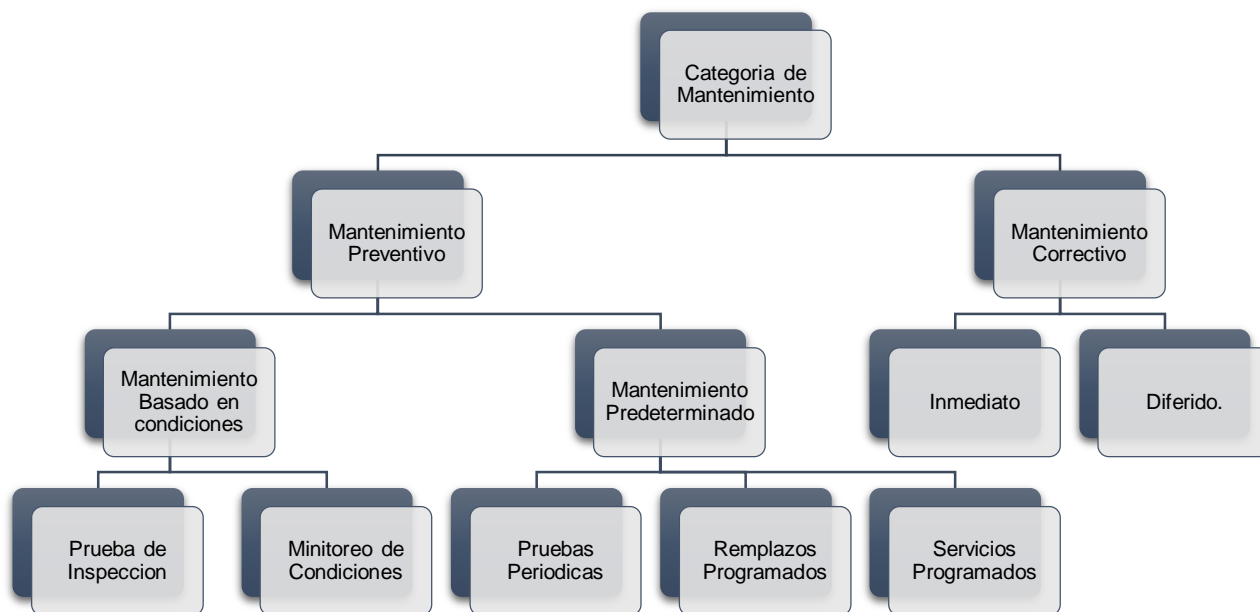 Categoria de
Mantenimiento
Mantenimiento
Preventivo
Mantenimiento
Correctivo
Mantenimiento
Basado en
condiciones
Mantenimiento
Predeterminado
Inmediato
Diferido.
Prueba de
Inspeccion
Minitoreo de
Condiciones
Pruebas
Periodicas
Remplazos
Programados
Servicios
Programados